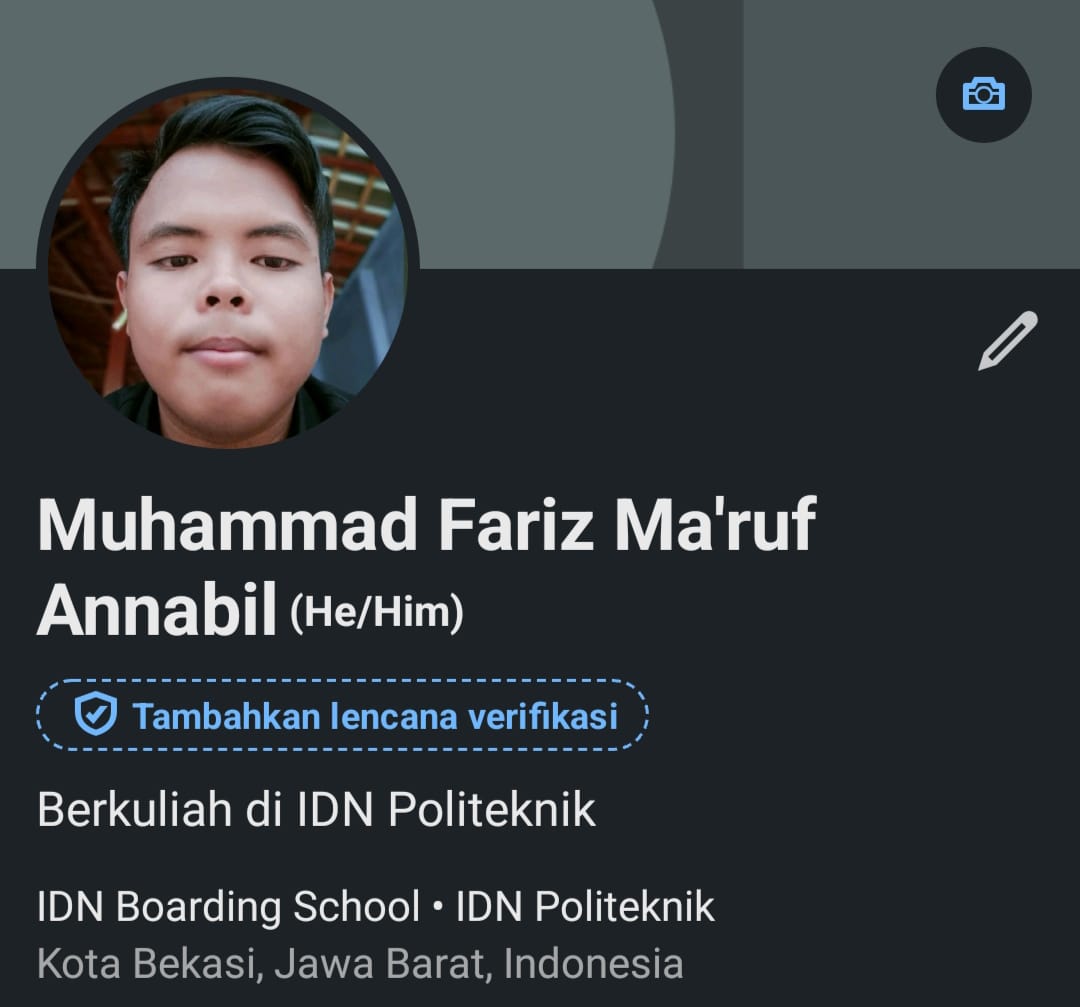 Muhammad Fariz Ma'ruf
Annabil (He/Him)
Tambahkan lencana verifikasi
Berkuliah di IDN Politeknik
IDN Boarding School • IDN Politeknik
Kota Bekasi, Jawa Barat, Indonesia